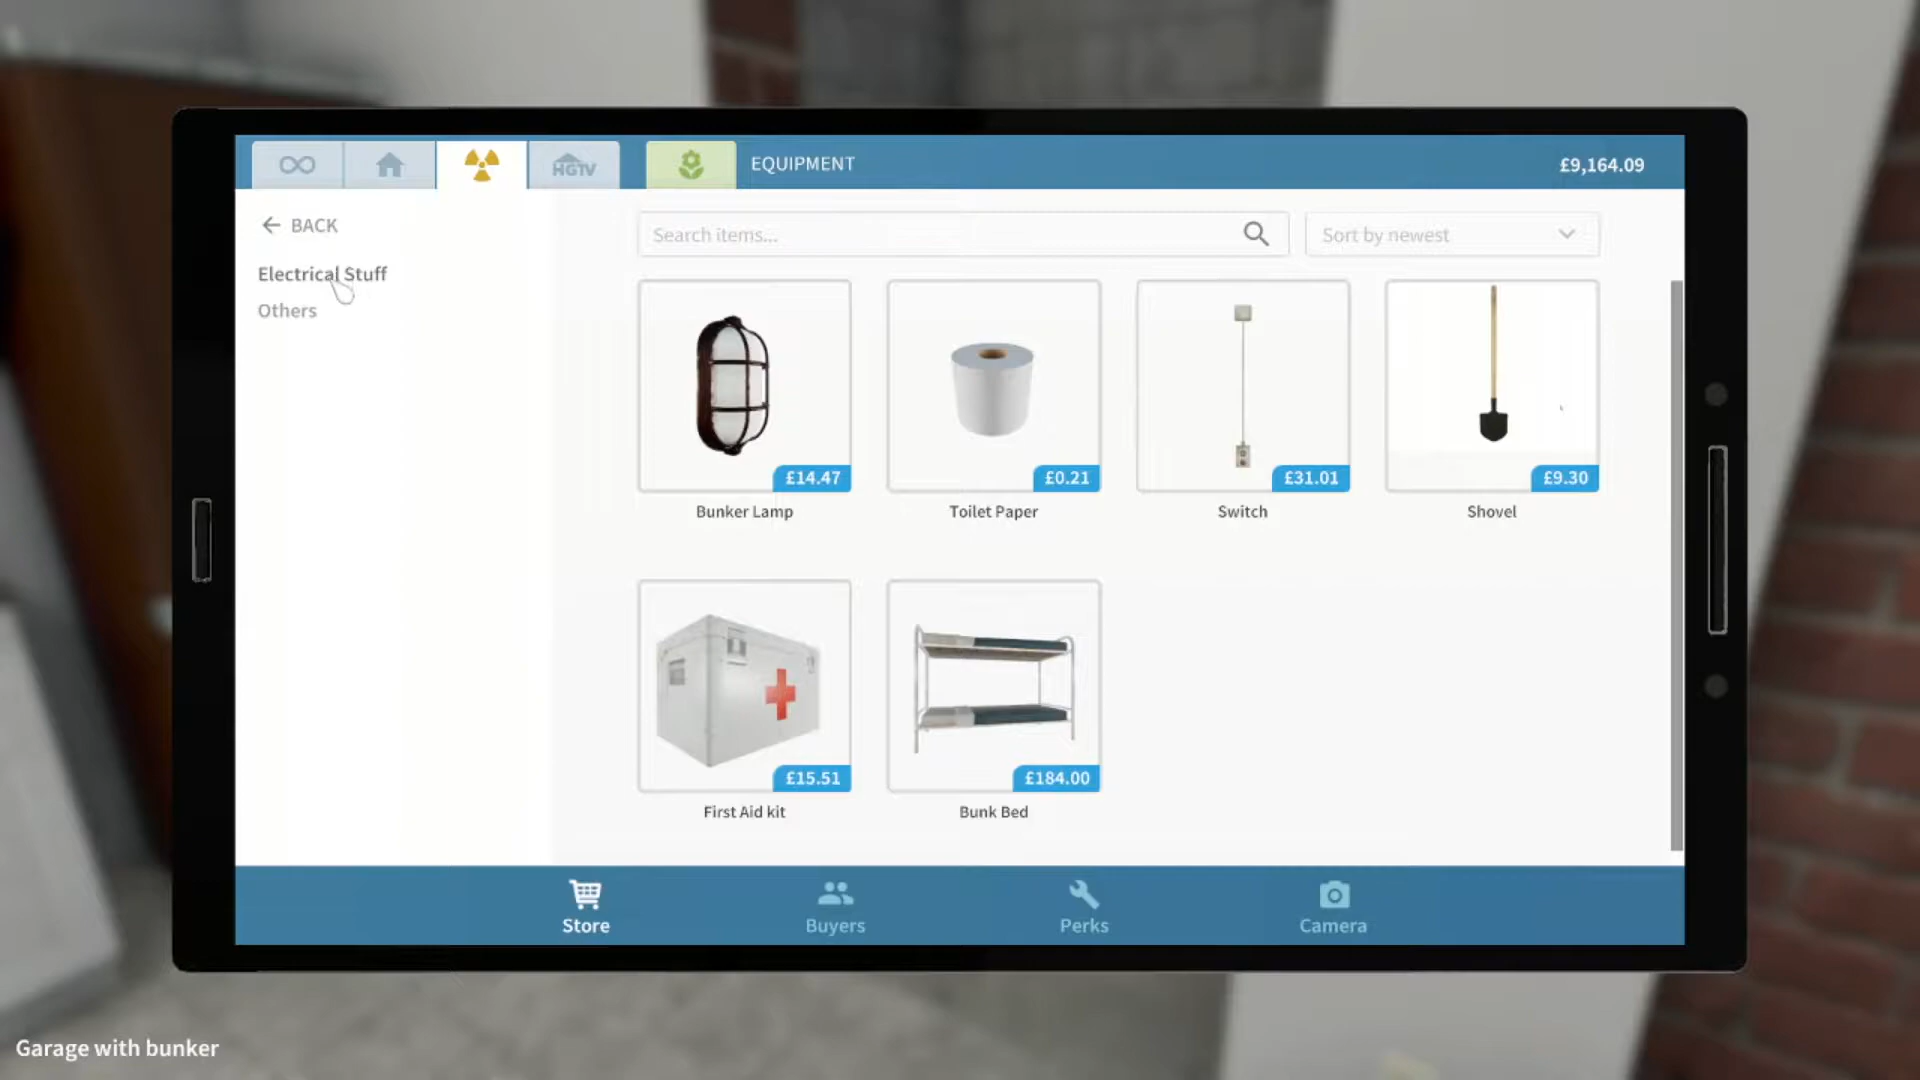 HGTV
EQUIPMENT
£9,164.09
BACK
Search items...
Sort by newest
Electrical Stuff
Others
£14.47
£0.21
£31.01
£9.30
Bunker Lamp
Toilet Paper
Switch
Shovel
£15.51
£184.00
First Aid kit
Bunk Bed
Store
Buyers
Perks
Camera
Garage with bunker